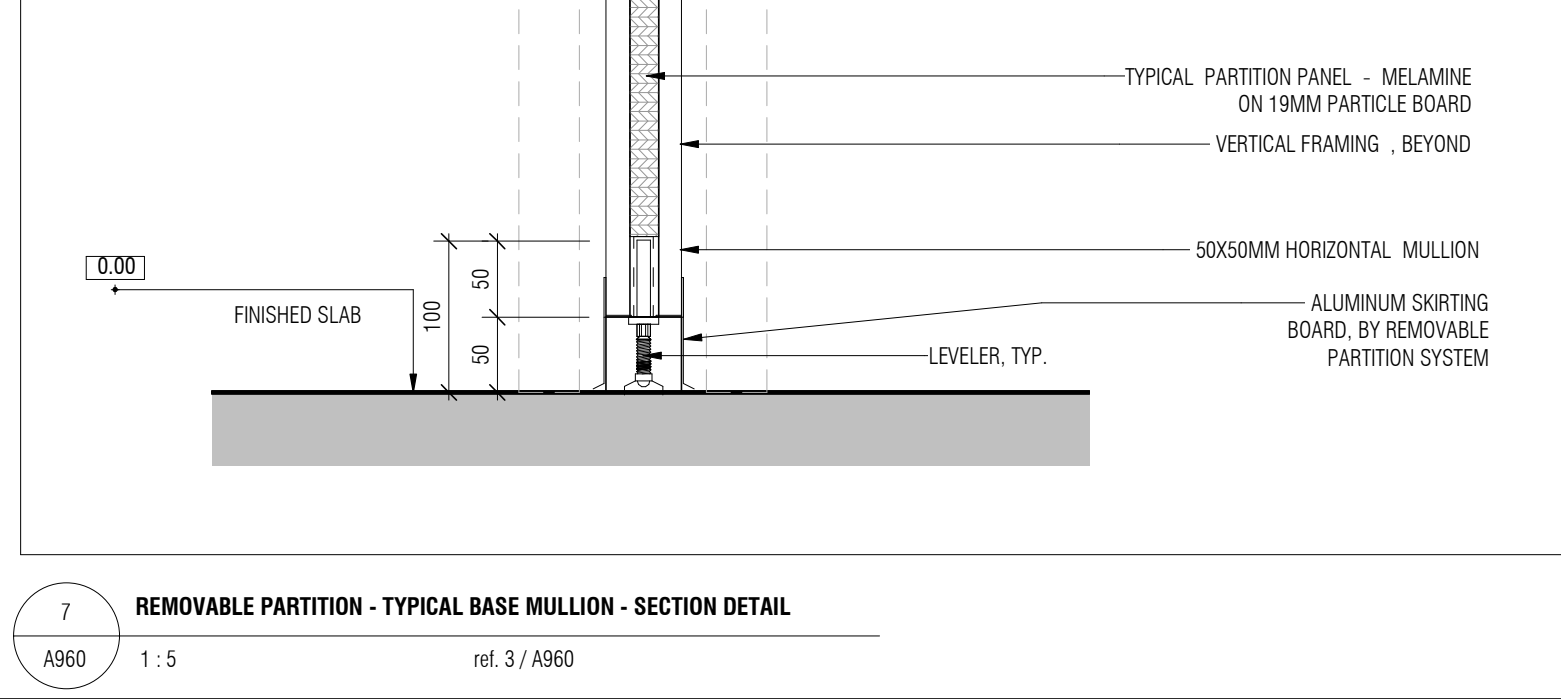 TYPICAL PARTITION PANEL - MELAMINE
ON 19MM PARTICLE BOARD
VERTICAL FRAMING , BEYOND
50X50MM HORIZONTAL MULLION
ALUMINUM SKIRTING
BOARD, BY REMOVABLE
PARTITION SYSTEM
LEVELER, TYP.
0.00
FINISHED SLAB
100
50
50
7
A960
REMOVABLE PARTITION - TYPICAL BASE MULLION - SECTION DETAIL
1 : 5
ref. 3 / A960